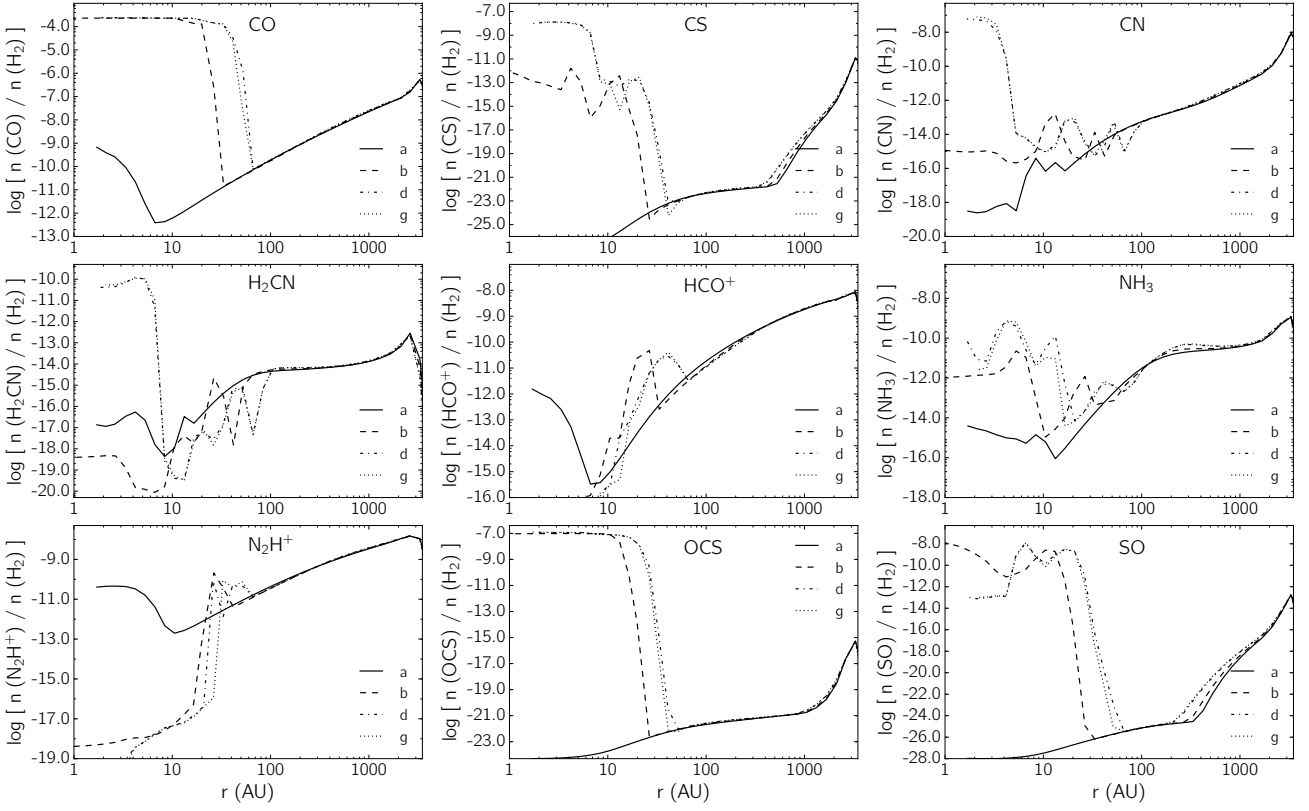 CO
log [ n (CO) / n (H₂) ]
-4.0
-5.0
-6.0
-7.0
-8.0
-9.0
-10.0
-11.0
-12.0
-13.0
a
b
d
g
10
100
1000
CS
log [ n (CS) / n (H₂) ]
-7.0
-9.0
-11.0
-13.0
-15.0
-17.0
-19.0
-21.0
-23.0
-25.0
a
b
d
g
1
10
100
1000
CN
log [ n (CN) / n (H₂) ]
-8.0
-10.0
-12.0
-14.0
-16.0
-18.0
-20.0
a
b
d
g
1
10
100
1000
H₂CN
log [ n (H₂CN) / n (H₂) ]
-10.0
-11.0
-12.0
-13.0
-14.0
-15.0
-16.0
-17.0
-18.0
-19.0
-20.0
a
b
d
g
1
10
100
1000
HCO⁺
log [ n (HCO⁺) / n (H₂) ]
-8.0
-9.0
-10.0
-11.0
-12.0
-13.0
-14.0
-15.0
-16.0
a
b
d
g
10
100
1000
NH₃
log [ n (NH₃) / n (H₂) ]
-8.0
-10.0
-12.0
-14.0
-16.0
-18.0
a
b
d
g
1
10
100
1000
N₂H⁺
log [ n (N₂H⁺) / n (H₂) ]
-9.0
-11.0
-13.0
-15.0
-17.0
-19.0
a
b
d
g
1
10
100
1000
r (AU)
OCS
log [ n (OCS) / n (H₂) ]
-7.0
-9.0
-11.0
-13.0
-15.0
-17.0
-19.0
-21.0
-23.0
a
b
d
g
1
10
100
1000
r (AU)
SO
log [ n (SO) / n (H₂) ]
-8.0
-10.0
-12.0
-14.0
-16.0
-18.0
-20.0
-22.0
-24.0
-26.0
-28.0
a
b
d
g
1
10
100
1000
r (AU)